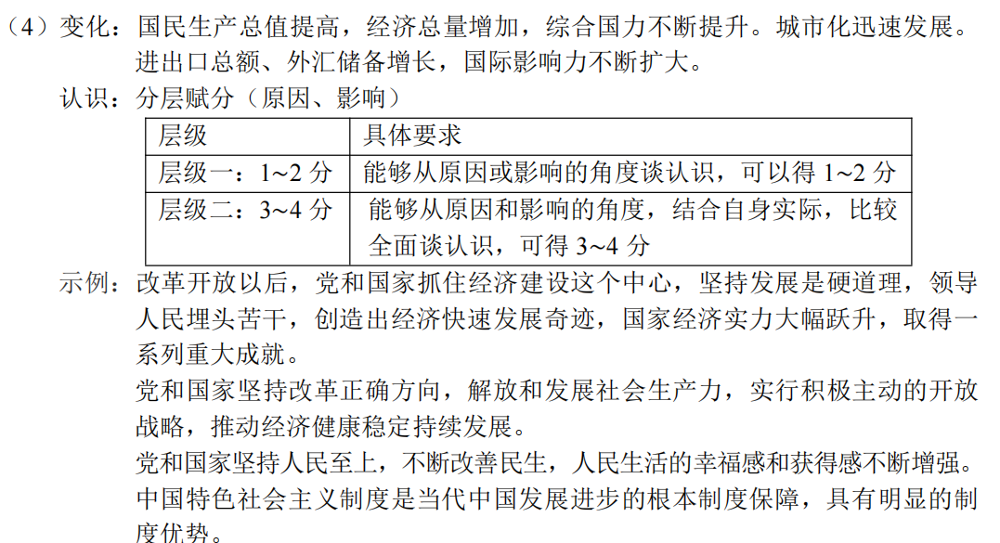 （4）变化：国民生产总值提高，经济总量增加，综合国力不断提升。城市化迅速发展。
进出口总额、外汇储备增长，国际影响力不断扩大。
认识：分层赋分（原因、影响）
层级 具体要求
层级一：1~2 分 能够从原因或影响的角度谈认识，可以得 1~2 分
层级二：3~4 分 能够从原因和影响的角度，结合自身实际，比较
全面谈认识，可得 3~4 分
示例：改革开放以后，党和国家抓住经济建设这个中心，坚持发展是硬道理，领导
人民埋头苦干，创造出经济快速发展奇迹，国家经济实力大幅跃升，取得一
系列重大成就。
党和国家坚持改革正确方向，解放和发展社会生产力，实行积极主动的开放
战略，推动经济健康稳定持续发展。
党和国家坚持人民至上，不断改善民生，人民生活的幸福感和获得感不断增强。
中国特色社会主义制度是当代中国发展进步的根本制度保障，具有明显的制
度优势。